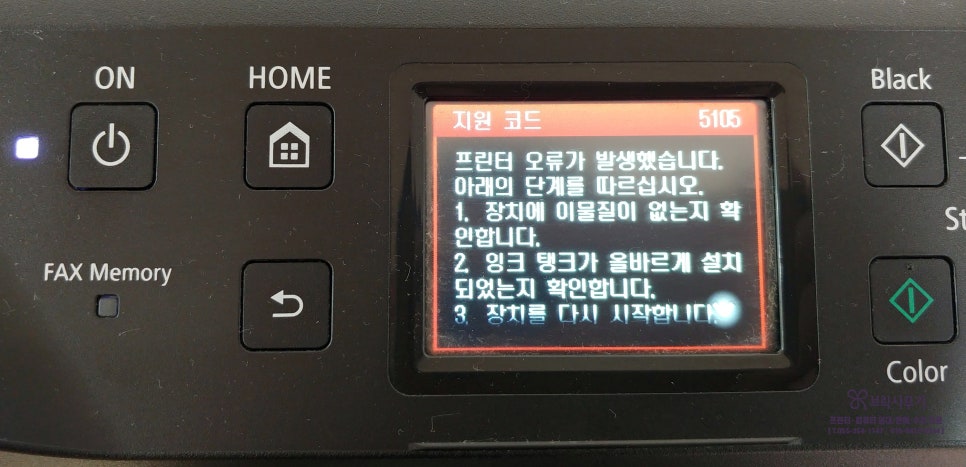 ON
HOME
Black
지원 코드 5105
프린터 오류가 발생했습니다.
아래의 단계를 따르십시오.
1. 장치에 이물질이 없는지 확
인합니다.
2. 잉크 탱크가 올바르게 설치
되었는지 확인합니다.
3. 장치를 다시 시작합니다.
St
FAX Memory
Color